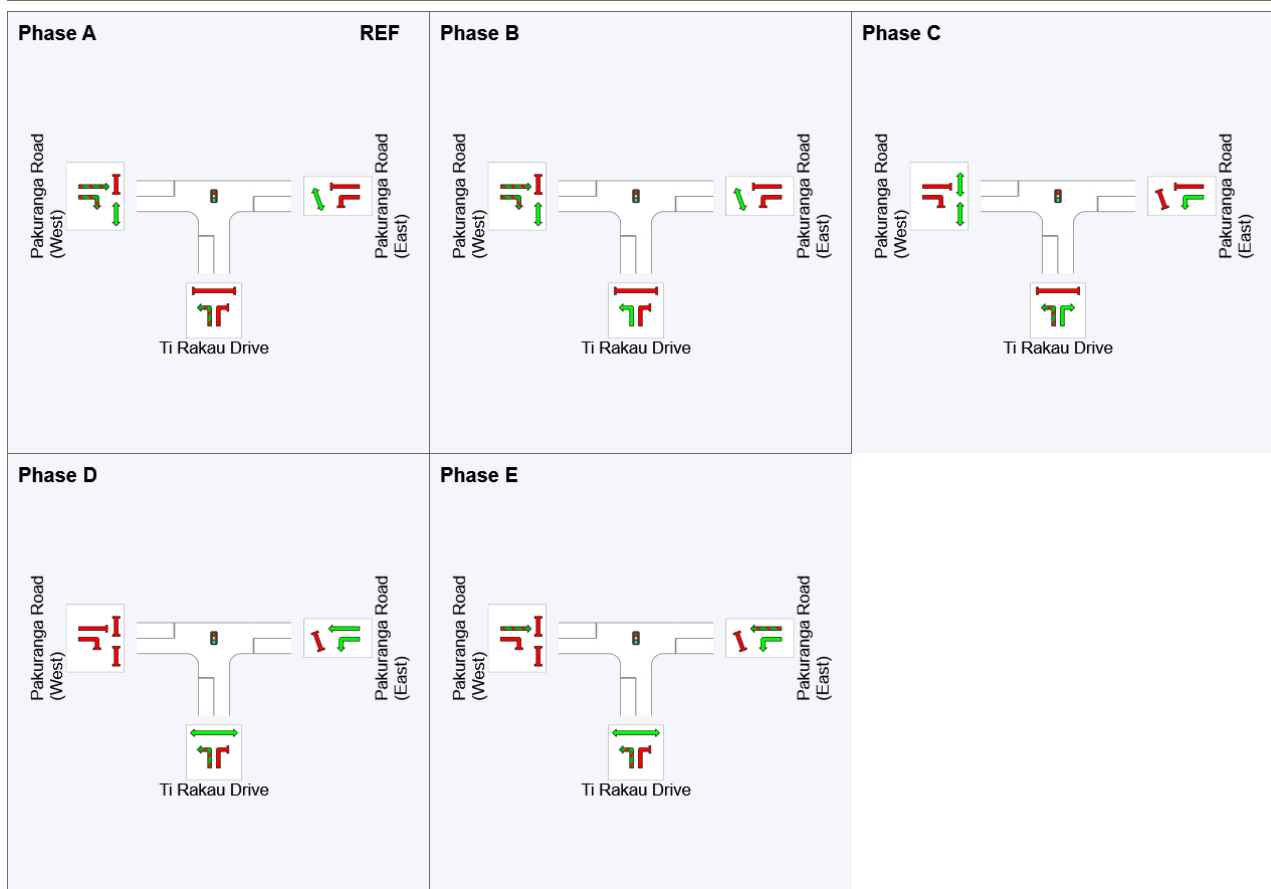 Phase A
REF
Pakuranga Road
(West)
Pakuranga Road
(East)
Ti Rakau Drive
Phase B
Pakuranga Road
(West)
Pakuranga Road
(East)
Ti Rakau Drive
Phase C
Pakuranga Road
(West)
Pakuranga Road
(East)
Ti Rakau Drive
Phase D
Pakuranga Road
(West)
Pakuranga Road
(East)
Ti Rakau Drive
Phase E
Pakuranga Road
(West)
Pakuranga Road
(East)
Ti Rakau Drive